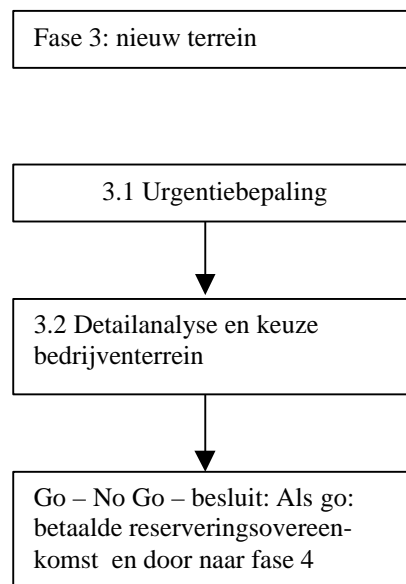 Fase 3: nieuw terrein
3.1 Urgentiebepaling
3.2 Detailanalyse en keuze
bedrijventerrein
Go – No Go – besluit: Als go:
betaalde reserveringsovereen-
komst en door naar fase 4